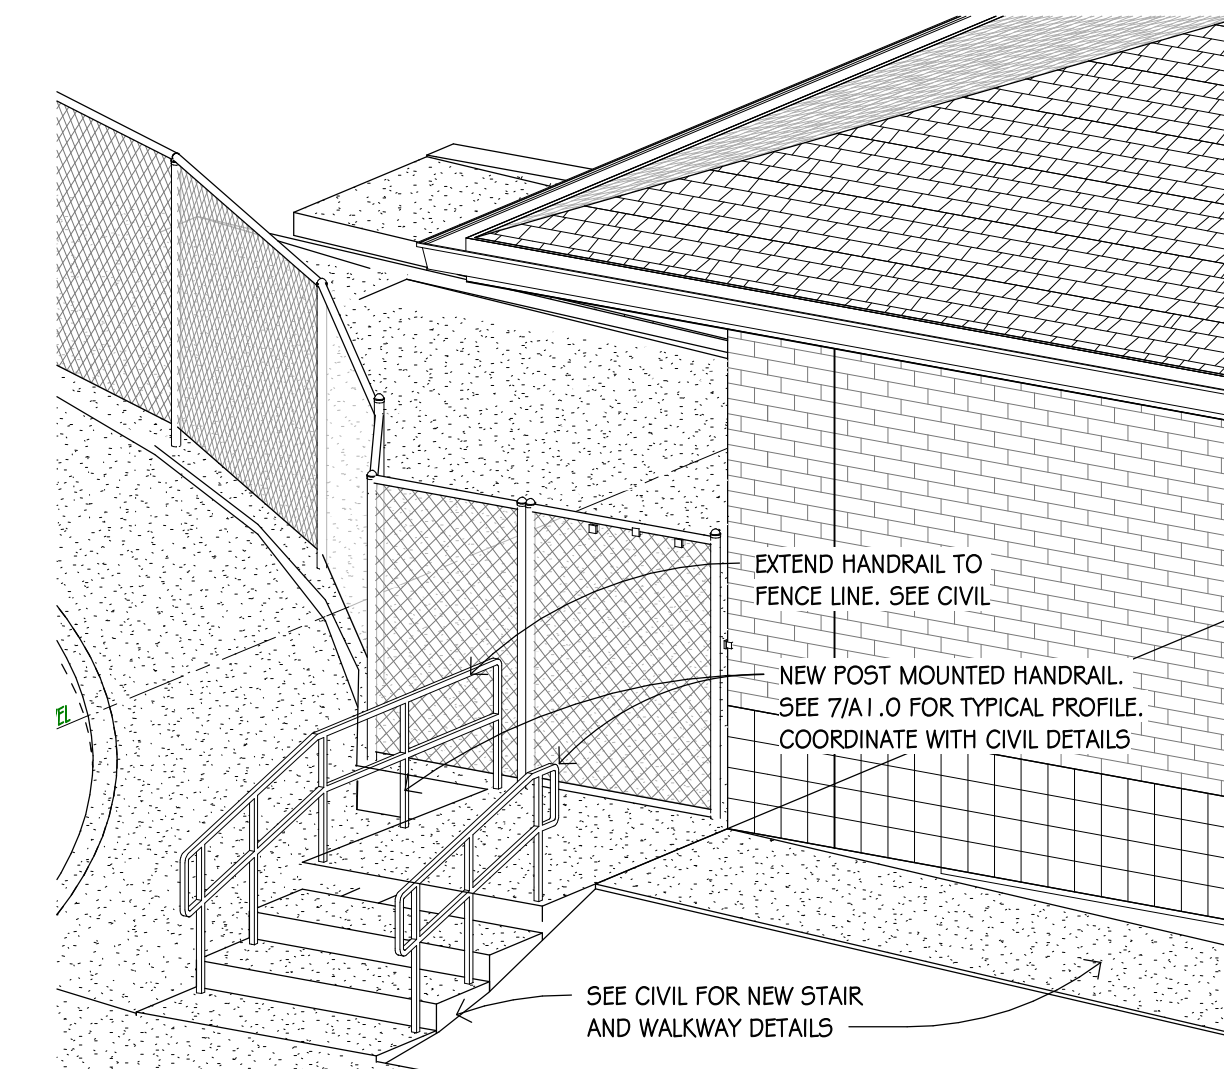 EXTEND HANDRAIL TO
FENCE LINE. SEE CIVIL
NEW POST MOUNTED HANDRAIL.
SEE 7/A1.0 FOR TYPICAL PROFILE.
COORDINATE WITH CIVIL DETAILS
EL
SEE CIVIL FOR NEW STAIR
AND WALKWAY DETAILS